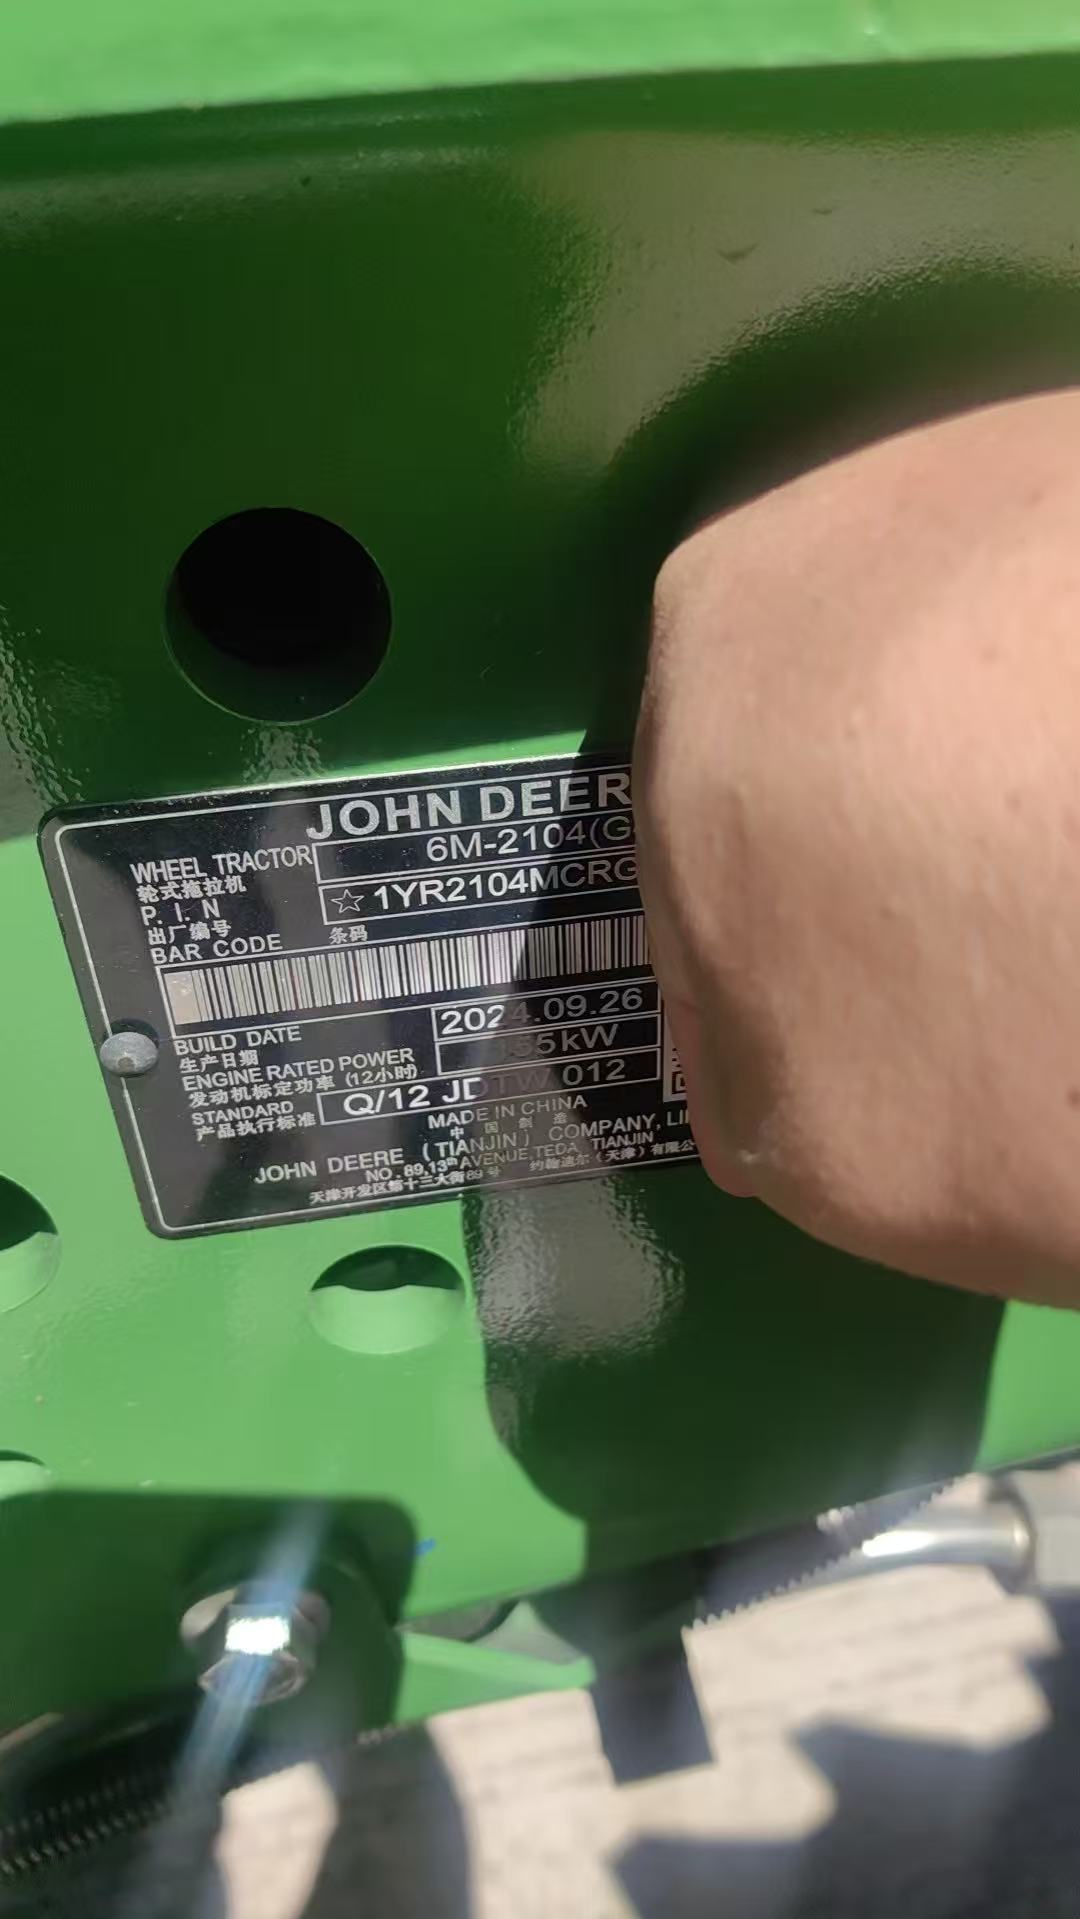 JOHN DEER
WHEEL TRACTOR 6M-2104(G
轮式拖拉机
P. I. N ☆ 1YR2104MCRG
出厂编号
BAR CODE 条码
BUILD DATE 2024.09.26
生产日期
ENGINE RATED POWER 155kW
发动机标定功率 (12小时)
STANDARD Q/12 JDTW 012
产品执行标准
MADE IN CHINA
中 国 制 造
JOHN DEERE (TIANJIN) COMPANY, LI
NO. 89,13th AVENUE,TEDA, TIANJIN
天津开发区第十三大街89号 约翰迪尔（天津）有限公